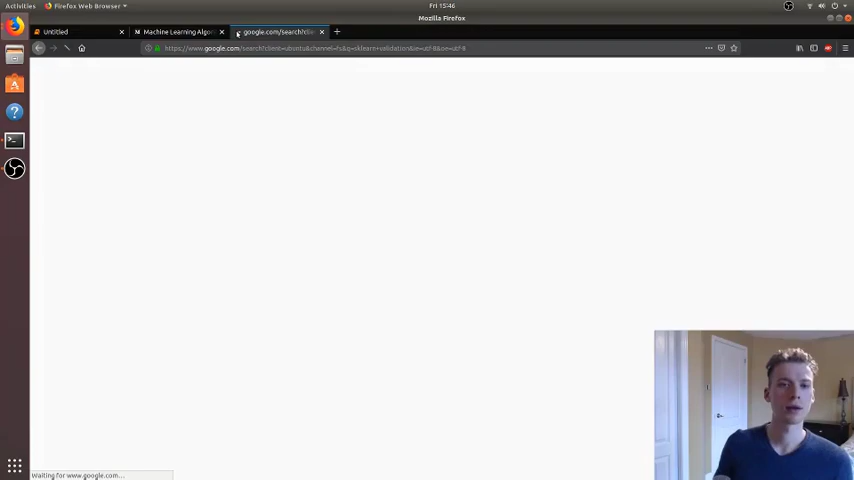 Activities
Firefox Web Browser
Fri 15:46
Mozilla Firefox
Untitled
Machine Learning Algor
google.com/search?clie
https://www.google.com/search?client=ubuntu&channel=fs&q=sklearn+validation&ie=utf-8&oe=utf-8
Waiting for www.google.com...